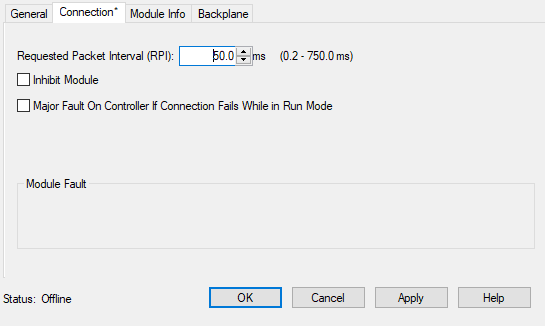 General Connection* Module Info Backplane
Requested Packet Interval (RPI): 50.0 ms (0.2 - 750.0 ms)
Inhibit Module
Major Fault On Controller If Connection Fails While in Run Mode
Module Fault
Status: Offline OK Cancel Apply Help